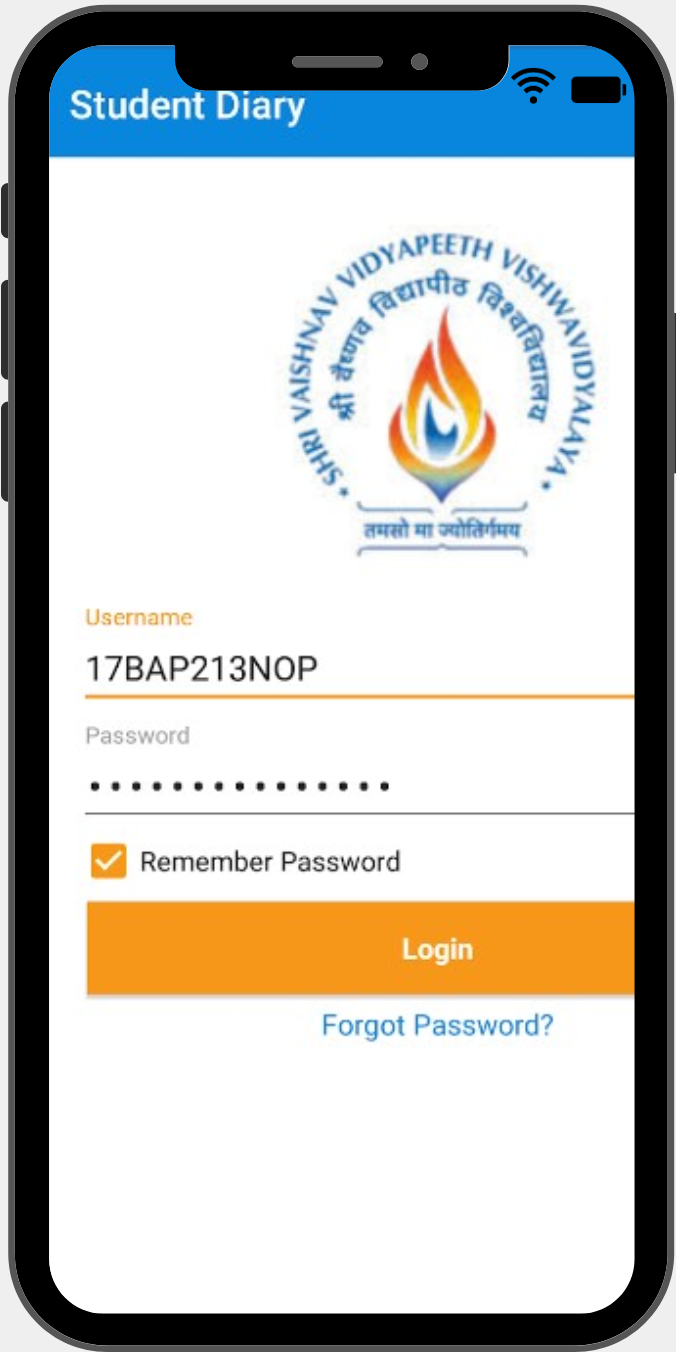 Student Diary
SHRI VAISHNAV VIDYAPEETH VISHWAVIDYALAYA
श्री वैष्णव विद्यापीठ विश्वविद्यालय
तमसो मा ज्योतिर्गमय
Username
17BAP213NOP
Password
•••••••••••••••
Remember Password
Login
Forgot Password?